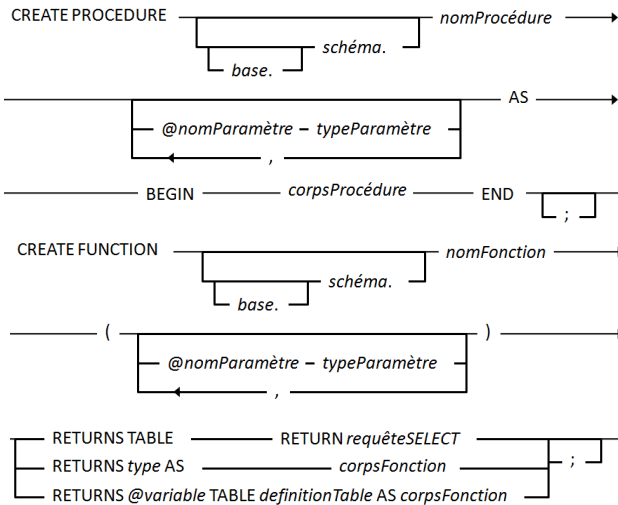 CREATE PROCEDURE nomProcédure
schéma.
base.
AS
@nomParamètre – typeParamètre
,
BEGIN corpsProcédure END
;
CREATE FUNCTION nomFonction
schéma.
base.
( )
@nomParamètre – typeParamètre
,
RETURNS TABLE RETURN requêteSELECT
RETURNS type AS corpsFonction ;
RETURNS @variable TABLE definitionTable AS corpsFonction